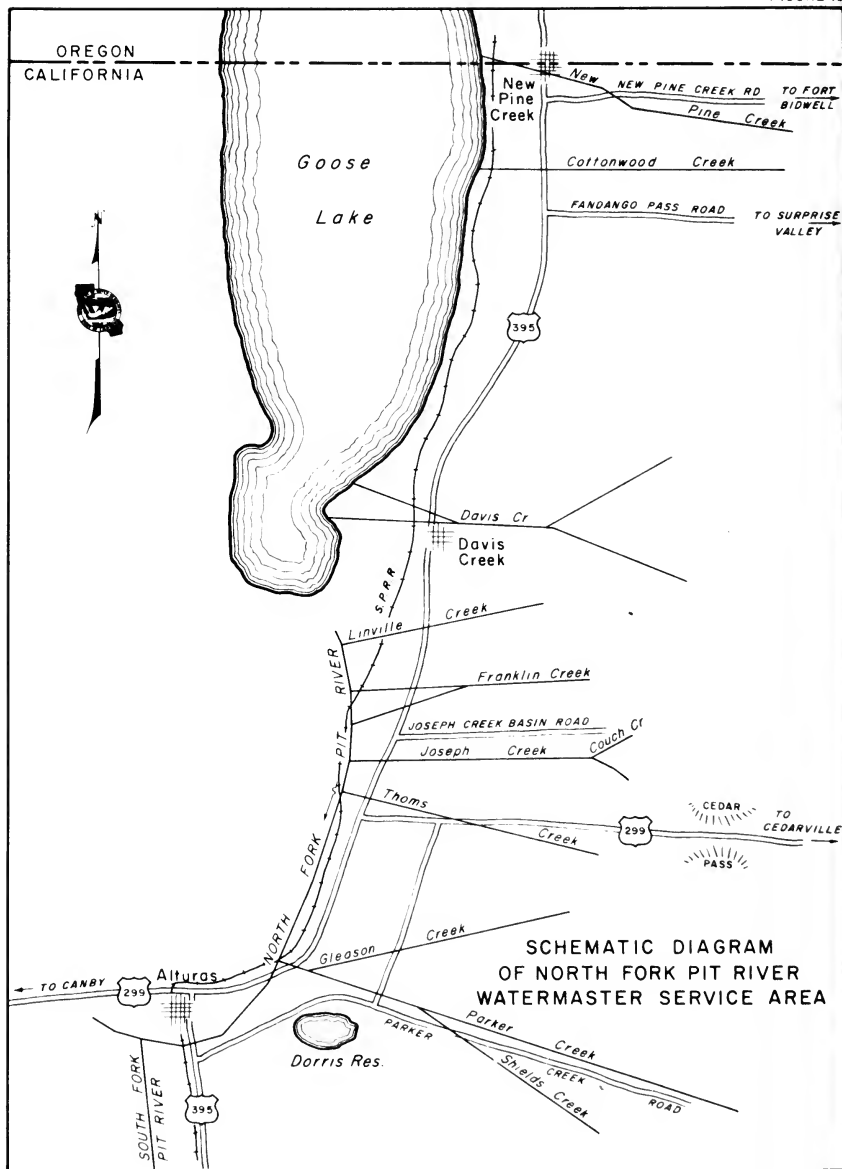 OREGON
CALIFORNIA
New
Pine
Creek
New
Pine Creek
NEW PINE CREEK RD
TO FORT
BIDWELL
Goose
Lake
Cottonwood Creek
FANDANGO PASS ROAD
TO SURPRISE
VALLEY
395
Davis Cr
Davis
Creek
S.P.R.R.
Linville Creek
Franklin Creek
JOSEPH CREEK BASIN ROAD
Joseph Creek
Couch Cr
NORTH FORK PIT RIVER
Thoms Creek
299
CEDAR
PASS
TO
CEDARVILLE
Gleason Creek
Alturas
TO CANBY
299
SCHEMATIC DIAGRAM
OF NORTH FORK PIT RIVER
WATERMASTER SERVICE AREA
Dorris Res.
Parker Creek
PARKER CREEK ROAD
Shields Creek
SOUTH FORK
PIT RIVER
395